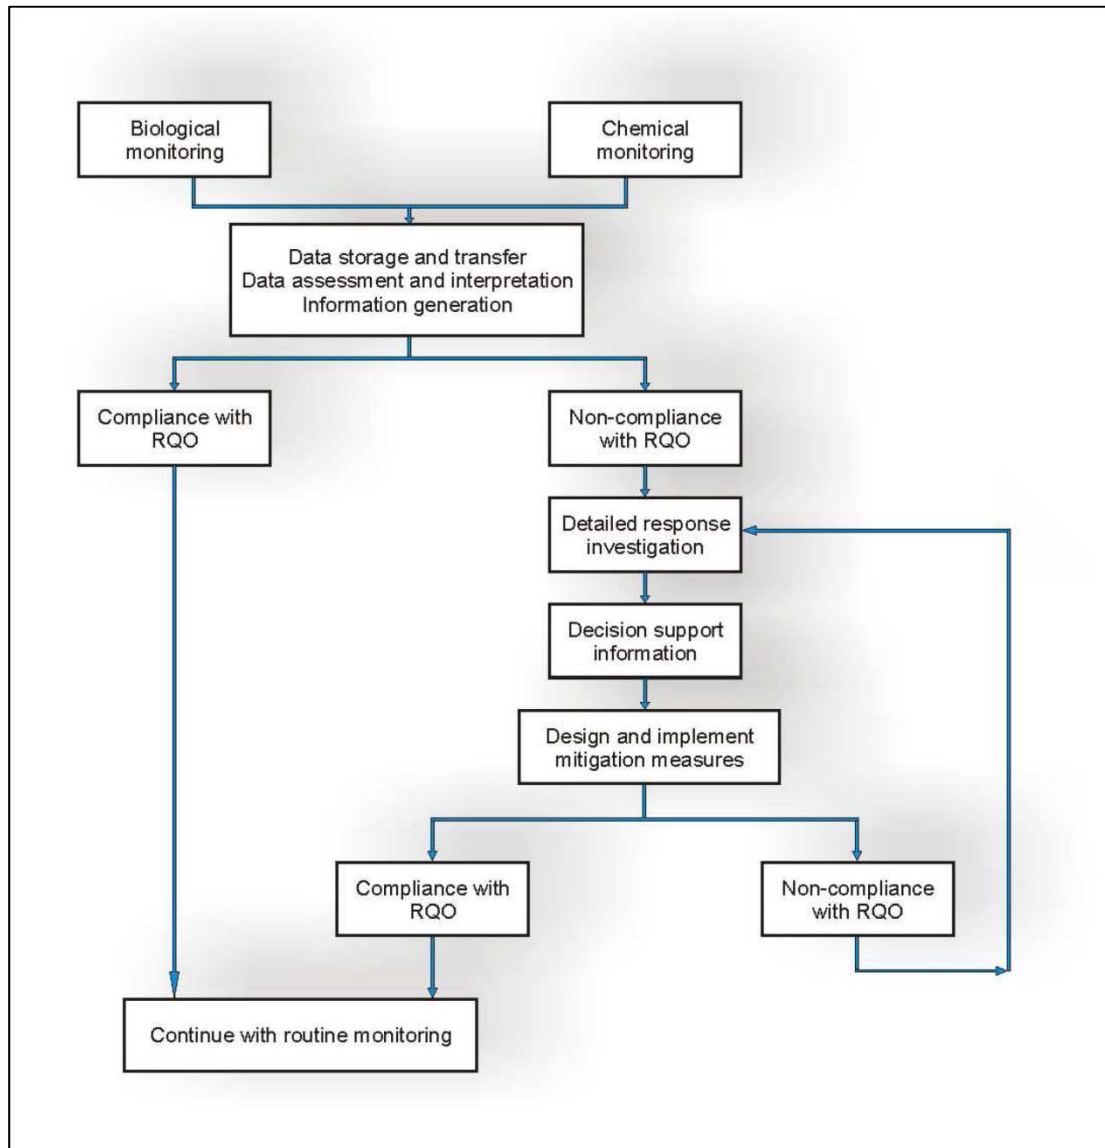 Biological
monitoring
Chemical
monitoring
Data storage and transfer
Data assessment and interpretation
Information generation
Compliance with
RQO
Non-compliance
with RQO
Detailed response
investigation
Decision support
information
Design and implement
mitigation measures
Compliance with
RQO
Non-compliance
with RQO
Continue with routine monitoring